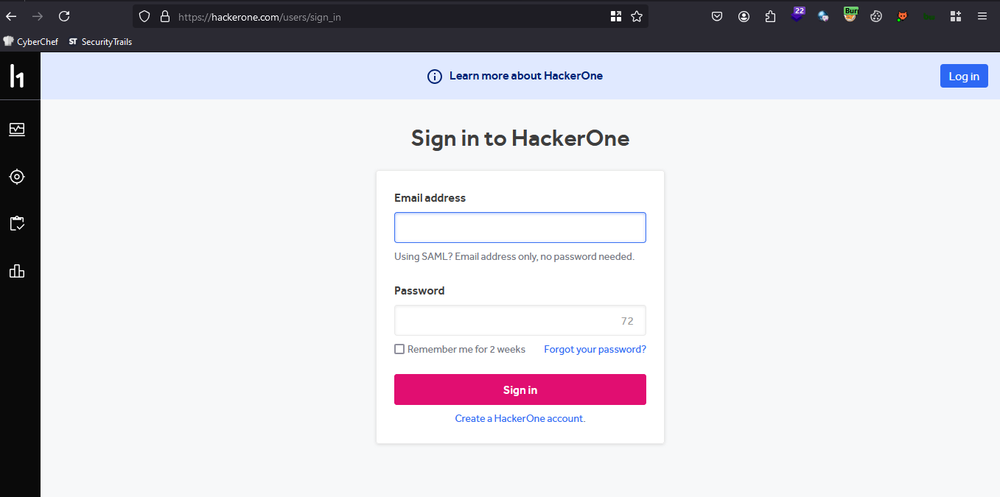 https://hackerone.com/users/sign_in
22
Bur
CyberChef
ST SecurityTrails
h1
Learn more about HackerOne
Log in
Sign in to HackerOne
Email address
Using SAML? Email address only, no password needed.
Password
72
Remember me for 2 weeks Forgot your password?
Sign in
Create a HackerOne account.